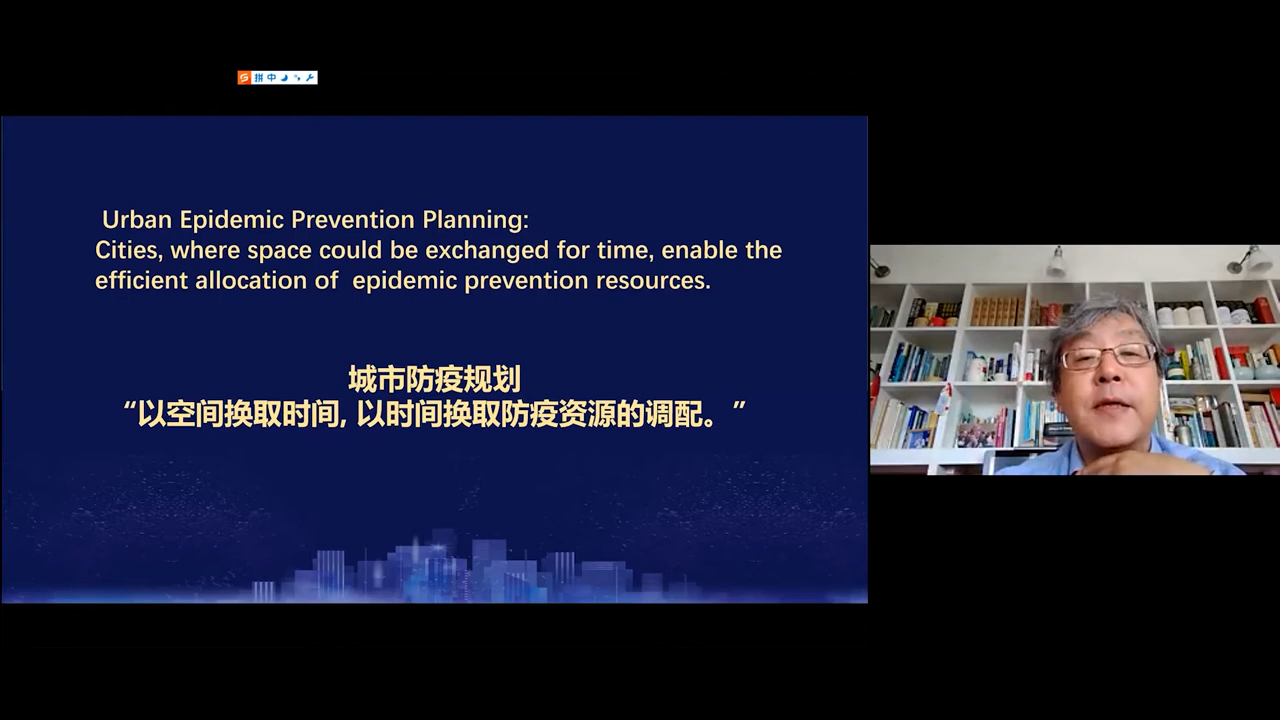 拼 中
Urban Epidemic Prevention Planning:
Cities, where space could be exchanged for time, enable the
efficient allocation of  epidemic prevention resources.
城市防疫规划
“以空间换取时间, 以时间换取防疫资源的调配。”